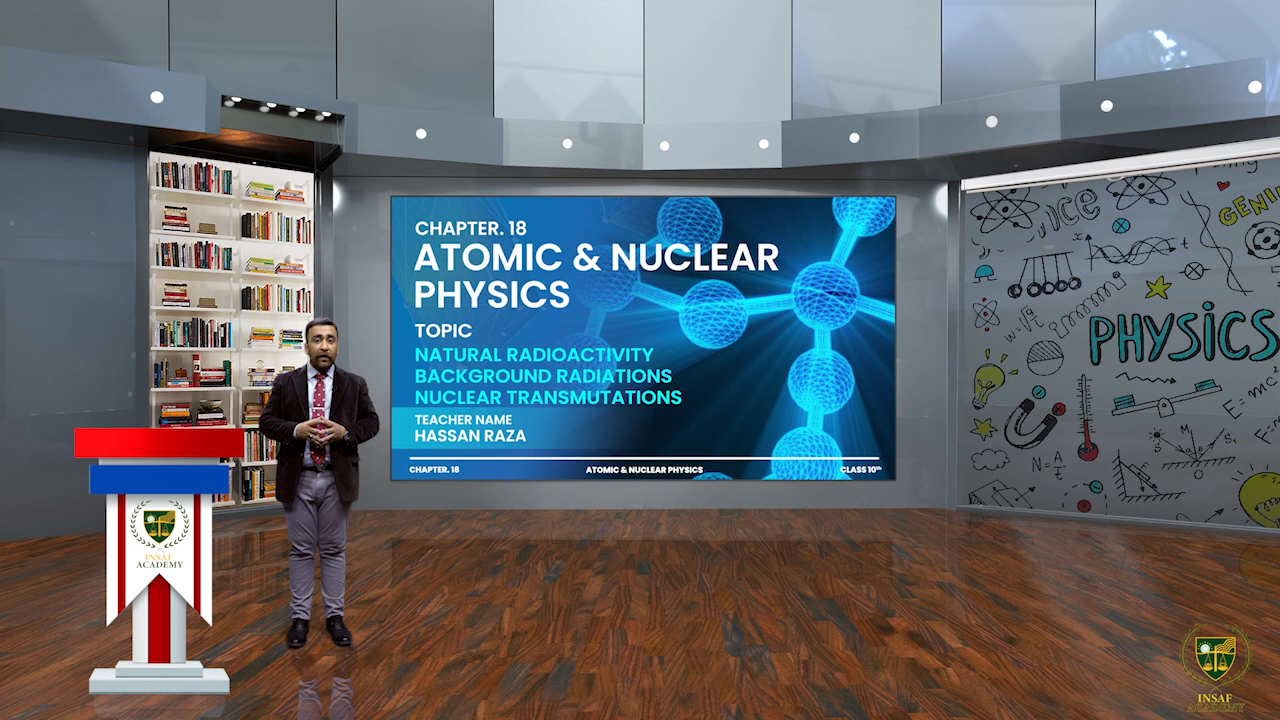 CHAPTER. 18
ATOMIC & NUCLEAR
PHYSICS
TOPIC
NATURAL RADIOACTIVITY
BACKGROUND RADIATIONS
NUCLEAR TRANSMUTATIONS
TEACHER NAME
HASSAN RAZA
CHAPTER. 18
ATOMIC & NUCLEAR PHYSICS
CLASS 10th
INSAF
ACADEMY
PHYSICS
E=mc²
INSAF
ACADEMY